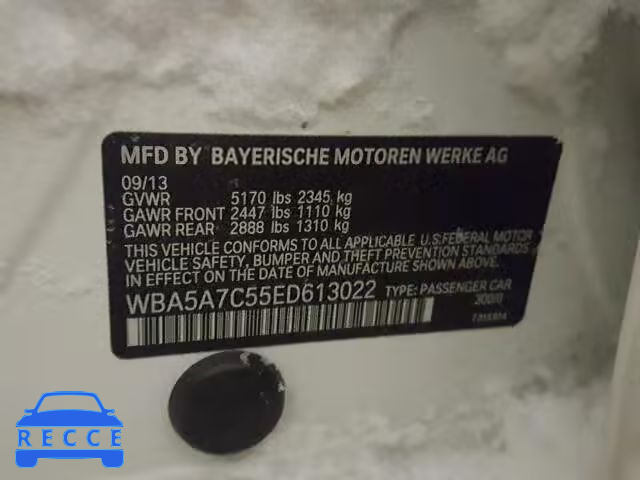 MFD BY BAYERISCHE MOTOREN WERKE AG
09/13
GVWR 5170 lbs 2345 kg
GAWR FRONT 2447 lbs 1110 kg
GAWR REAR 2888 lbs 1310 kg
THIS VEHICLE CONFORMS TO ALL APPLICABLE U.S.FEDERAL MOTOR
VEHICLE SAFETY, BUMPER AND THEFT PREVENTION STANDARDS
IN EFFECT ON THE DATE OF MANUFACTURE SHOWN ABOVE.
WBA5A7C55ED613022 TYPE: PASSENGER CAR
RECCE